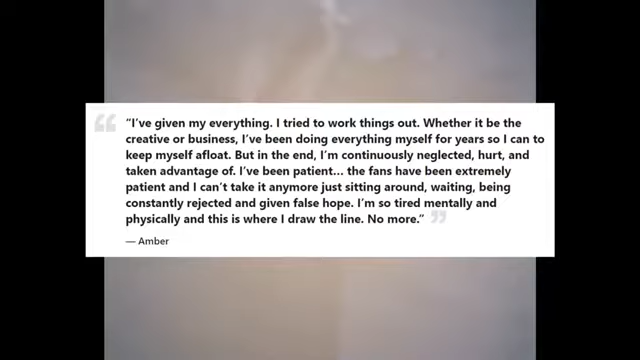 “I’ve given my everything. I tried to work things out. Whether it be the
creative or business, I’ve been doing everything myself for years so I can to
keep myself afloat. But in the end, I’m continuously neglected, hurt, and
taken advantage of. I’ve been patient... the fans have been extremely
patient and I can’t take it anymore just sitting around, waiting, being
constantly rejected and given false hope. I’m so tired mentally and
physically and this is where I draw the line. No more.”
— Amber